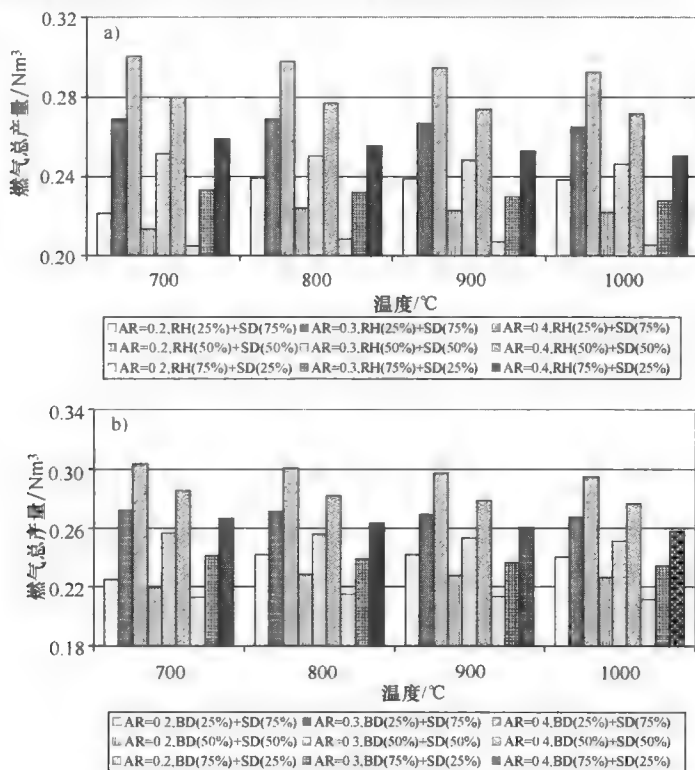 a)
0.32
0.28
0.24
0.20
燃气总产量/Nm³
700 800 900 1000
温度/℃
AR=0.2,RH(25%)+SD(75%) AR=0.3,RH(25%)+SD(75%) AR=0.4,RH(25%)+SD(75%)
AR=0.2,RH(50%)+SD(50%) AR=0.3,RH(50%)+SD(50%) AR=0.4,RH(50%)+SD(50%)
AR=0.2,RH(75%)+SD(25%) AR=0.3,RH(75%)+SD(25%) AR=0.4,RH(75%)+SD(25%)
b)
0.34
0.30
0.26
0.22
0.18
燃气总产量/Nm³
700 800 900 1000
温度/℃
AR=0.2,BD(25%)+SD(75%) AR=0.3,BD(25%)+SD(75%) AR=0.4,BD(25%)+SD(75%)
AR=0.2,BD(50%)+SD(50%) AR=0.3,BD(50%)+SD(50%) AR=0.4,BD(50%)+SD(50%)
AR=0.2,BD(75%)+SD(25%) AR=0.3,BD(75%)+SD(25%) AR=0.4,BD(75%)+SD(25%)